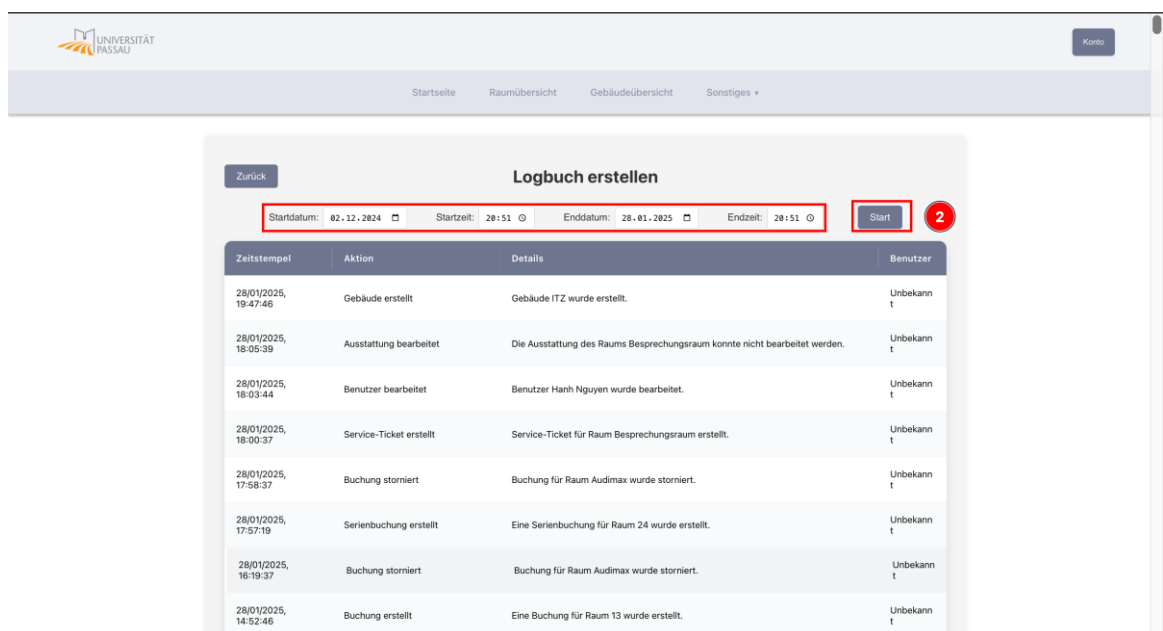 UNIVERSITÄT
PASSAU
Konto
Startseite Raumübersicht Gebäudeübersicht Sonstiges ▾
Zurück
Logbuch erstellen
Startdatum: 02.12.2024 Startzeit: 20:51 Enddatum: 28.01.2025 Endzeit: 20:51 Start 2
Zeitstempel Aktion Details Benutzer
28/01/2025, 19:47:46 Gebäude erstellt Gebäude ITZ wurde erstellt. Unbekannt
28/01/2025, 18:05:39 Ausstattung bearbeitet Die Ausstattung des Raums Besprechungsraum konnte nicht bearbeitet werden. Unbekannt
28/01/2025, 18:03:44 Benutzer bearbeitet Benutzer Hanh Nguyen wurde bearbeitet. Unbekannt
28/01/2025, 18:00:37 Service-Ticket erstellt Service-Ticket für Raum Besprechungsraum erstellt. Unbekannt
28/01/2025, 17:58:37 Buchung storniert Buchung für Raum Audimax wurde storniert. Unbekannt
28/01/2025, 17:57:19 Serienbuchung erstellt Eine Serienbuchung für Raum 24 wurde erstellt. Unbekannt
28/01/2025, 16:19:37 Buchung storniert Buchung für Raum Audimax wurde storniert. Unbekannt
28/01/2025, 14:52:46 Buchung erstellt Eine Buchung für Raum 13 wurde erstellt. Unbekannt